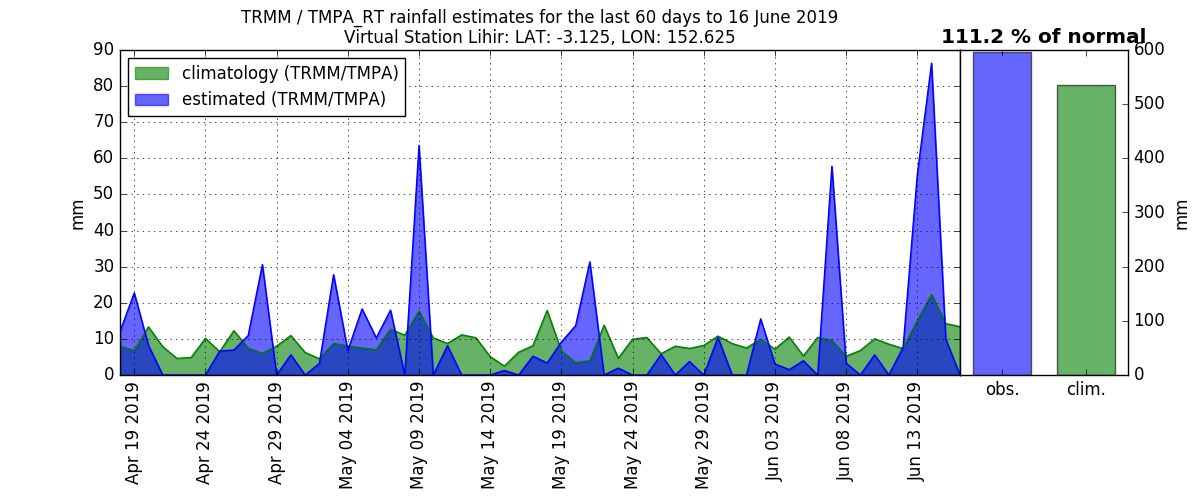 TRMM / TMPA_RT rainfall estimates for the last 60 days to 16 June 2019
Virtual Station Lihir: LAT: -3.125, LON: 152.625
111.2 % of normal
climatology (TRMM/TMPA)
estimated (TRMM/TMPA)
mm
90
80
70
60
50
40
30
20
10
0
Apr 19 2019
Apr 24 2019
Apr 29 2019
May 04 2019
May 09 2019
May 14 2019
May 19 2019
May 24 2019
May 29 2019
Jun 03 2019
Jun 08 2019
Jun 13 2019
obs.
clim.
600
500
400
300
200
100
0
mm